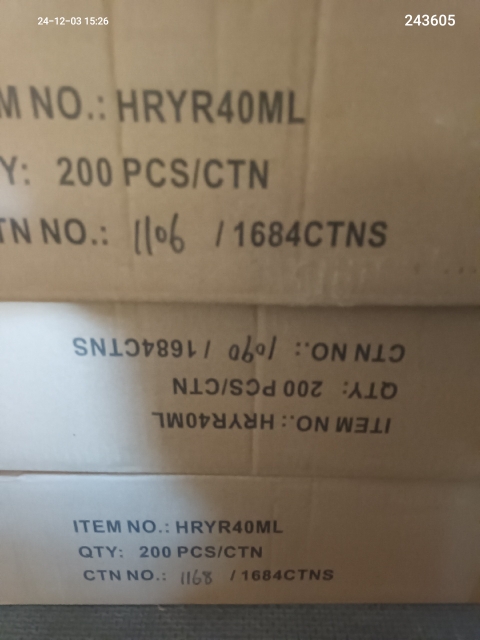 24-12-03 15:26
243605
M NO.: HRYR40ML
Y: 200 PCS/CTN
TN NO.: 1106 / 1684CTNS
ITEM NO.: HRYR40ML
QTY: 200 PCS/CTN
CTN NO.: 1090 / 1684CTNS
ITEM NO.: HRYR40ML
QTY: 200 PCS/CTN
CTN NO.: 1168 / 1684CTNS